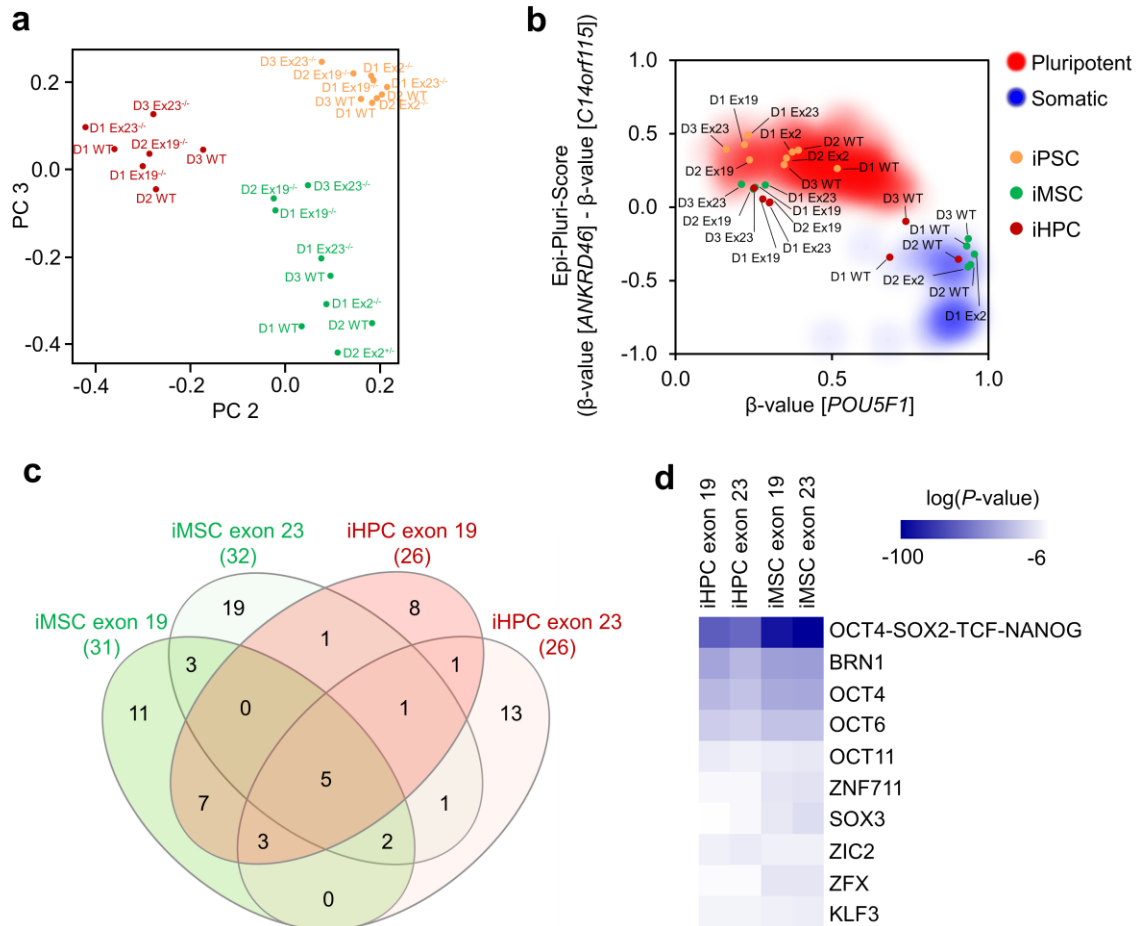 a
D3 Ex23-/-
D2 Ex19-/-
D1 Ex2-/-
D1 Ex23-/-
D1 Ex19-/-
D3 WT
D2 WT
D2 Ex2+/-
D1 WT
D3 Ex23-/-
D1 Ex23-/-
D1 WT
D2 Ex19-/-
D3 WT
D1 Ex19-/-
D2 WT
D2 Ex19-/-
D3 Ex23-/-
D1 Ex19-/-
D1 Ex23-/-
D3 WT
D1 Ex2-/-
D1 WT
D2 WT
D2 Ex2+/-
0.2
0.0
-0.2
-0.4
PC 3
-0.4
-0.2
0.0
0.2
PC 2
b
Epi-Pluri-Score
(β-value [ANKRD46] - β-value [C14orf115])
1.0
0.5
0.0
-0.5
-1.0
D1 Ex19
D1 Ex23
D3 Ex23
D1 Ex2
D2 WT
D2 Ex2
D1 WT
D2 Ex19
D3 WT
D3 Ex23
D1 Ex23
D2 Ex19
D1 Ex19
D2 Ex19
D3 Ex23
D1 Ex23
D1 Ex19
D3 WT
D3 WT
D1 WT
D2 WT
D1 WT
D2 Ex2
D2 WT
D1 Ex2
0.0
0.5
1.0
β-value [POU5F1]
Pluripotent
Somatic
iPSC
iMSC
iHPC
c
iMSC exon 23
(32)
iHPC exon 19
(26)
iMSC exon 19
(31)
iHPC exon 23
(26)
19
8
1
3
1
11
0
1
13
5
7
1
3
2
0
d
iHPC exon 19
iHPC exon 23
iMSC exon 19
iMSC exon 23
log(P-value)
-100
-6
OCT4-SOX2-TCF-NANOG
BRN1
OCT4
OCT6
OCT11
ZNF711
SOX3
ZIC2
ZFX
KLF3